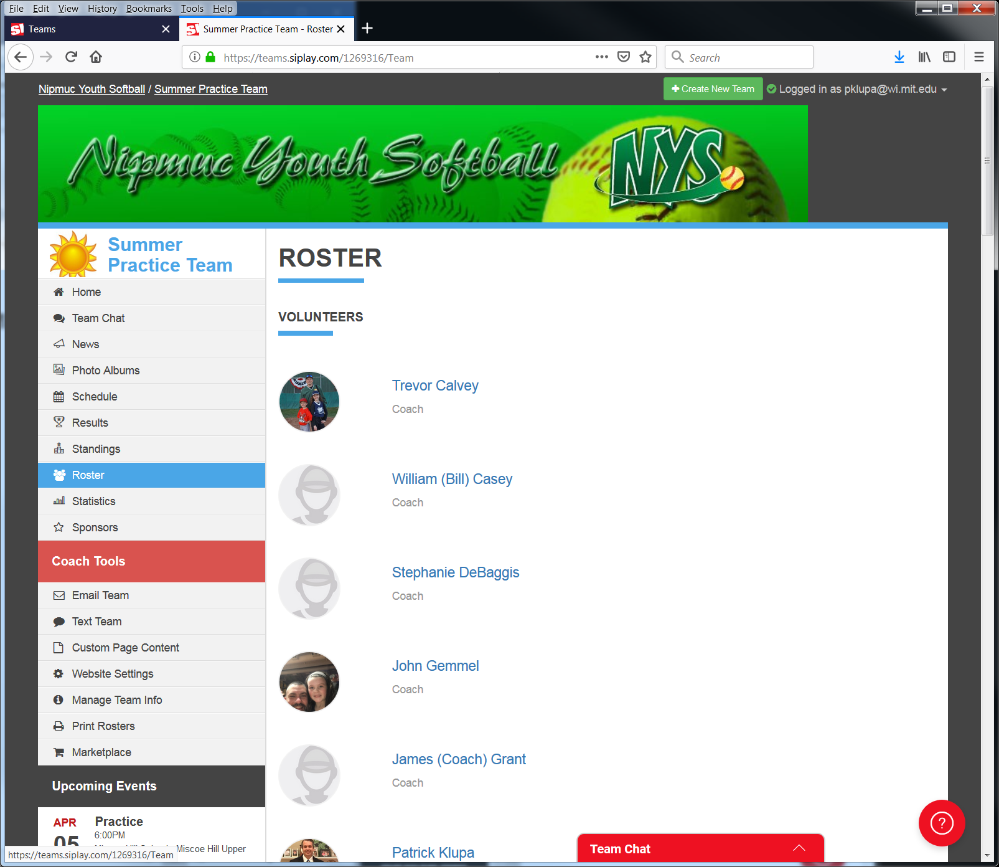 File Edit View History Bookmarks Tools Help
Teams
Summer Practice Team - Roster
https://teams.siplay.com/1269316/Team
Search
Nipmuc Youth Softball / Summer Practice Team
Create New Team
Logged in as pklupa@wi.mit.edu
Nipmuc Youth Softball
NYS
Summer
Practice Team
Home
Team Chat
News
Photo Albums
Schedule
Results
Standings
Roster
Statistics
Sponsors
Coach Tools
Email Team
Text Team
Custom Page Content
Website Settings
Manage Team Info
Print Rosters
Marketplace
Upcoming Events
APR
05
Practice
6:00PM
Miscoe Hill Upper
https://teams.siplay.com/1269316/Team
ROSTER
VOLUNTEERS
Trevor Calvey
Coach
William (Bill) Casey
Coach
Stephanie DeBaggis
Coach
John Gemmel
Coach
James (Coach) Grant
Coach
Patrick Klupa
Team Chat
?